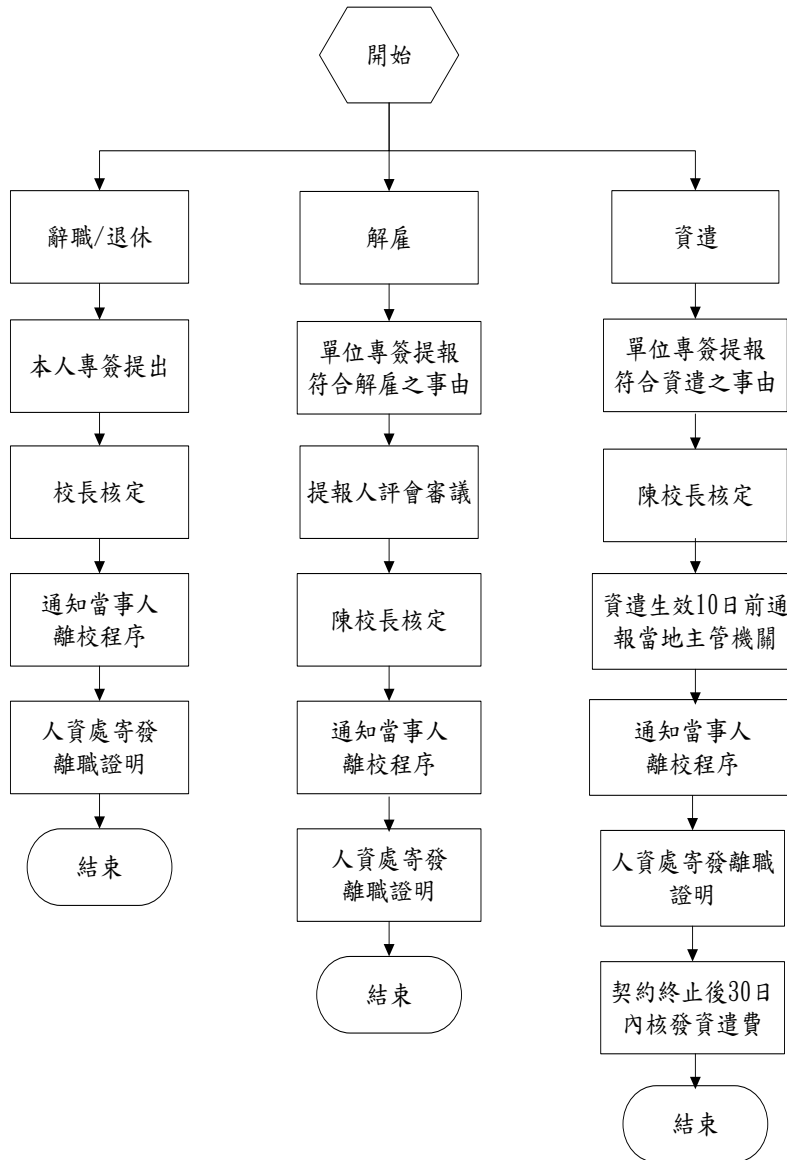 開始
辭職/退休
本人專簽提出
校長核定
通知當事人
離校程序
人資處寄發
離職證明
結束
解雇
單位專簽提報
符合解雇之事由
提報人評會審議
陳校長核定
通知當事人
離校程序
人資處寄發
離職證明
結束
資遣
單位專簽提報
符合資遣之事由
陳校長核定
資遣生效10日前通
報當地主管機關
通知當事人
離校程序
人資處寄發離職
證明
契約終止後30日
內核發資遣費
結束